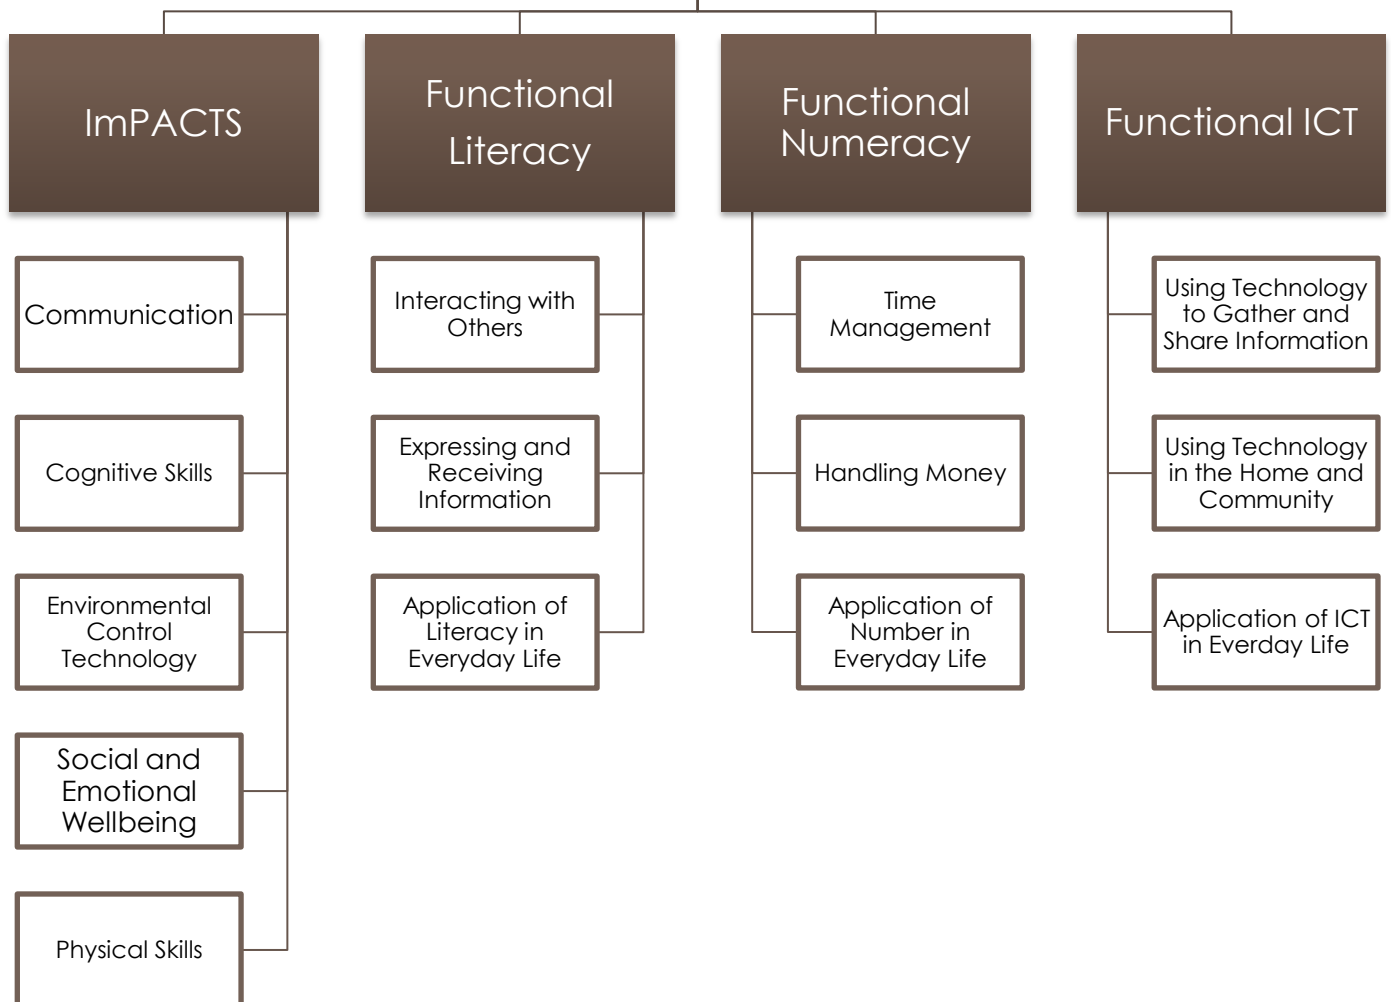 ImPACTS
Communication
Cognitive Skills
Environmental
Control
Technology
Social and
Emotional
Wellbeing
Physical Skills
Functional
Literacy
Interacting with
Others
Expressing and
Receiving
Information
Application of
Literacy in
Everyday Life
Functional
Numeracy
Time
Management
Handling Money
Application of
Number in
Everyday Life
Functional ICT
Using Technology
to Gather and
Share Information
Using Technology
in the Home and
Community
Application of ICT
in Everday Life